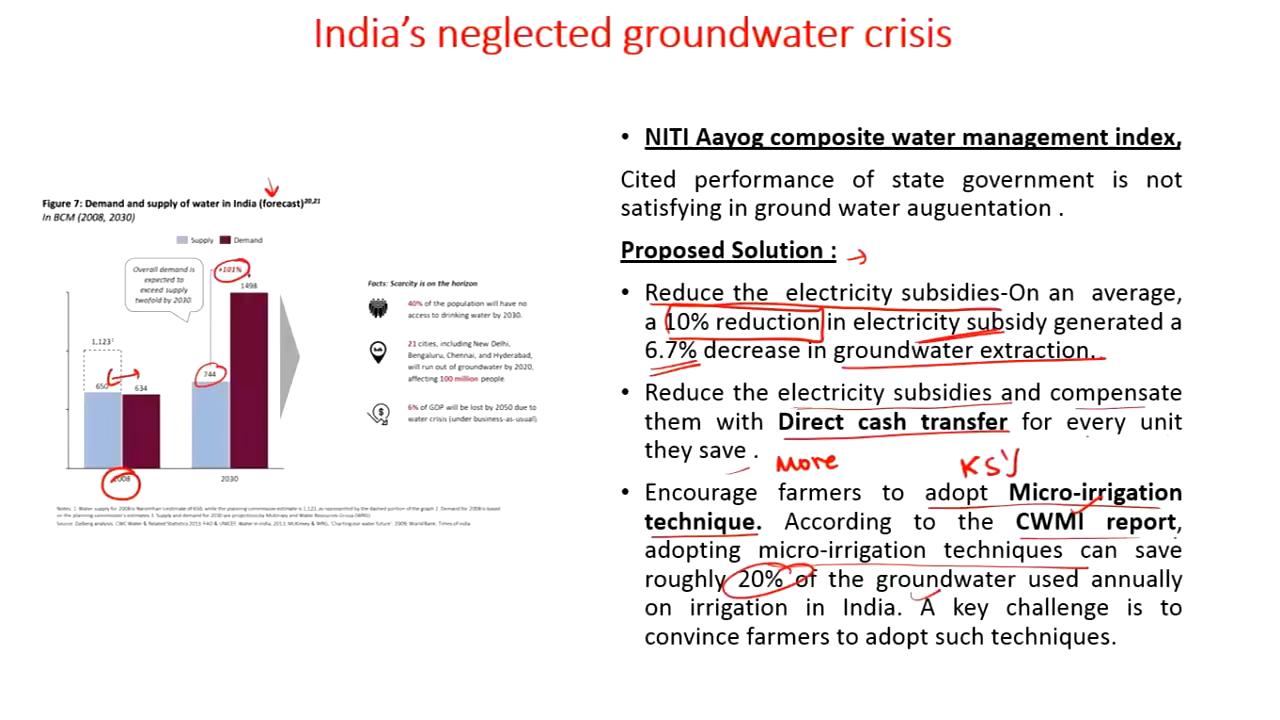 India's neglected groundwater crisis
Figure 7: Demand and supply of water in India (forecast)20,21
In BCM (2008, 2030)
Supply Demand
Overall demand is
expected to
exceed supply
twofold by 2030.
+101%
1498
1,123¹
650
634
744
2008
2030
Facts: Scarcity is on the horizon
40% of the population will have no
access to drinking water by 2030.
21 cities, including New Delhi,
Bengaluru, Chennai, and Hyderabad,
will run out of groundwater by 2020,
affecting 100 million people.
6% of GDP will be lost by 2050 due to
water crisis (under business-as-usual)
• NITI Aayog composite water management index,
Cited performance of state government is not
satisfying in ground water auguentation .
Proposed Solution :
• Reduce the electricity subsidies-On an average,
a 10% reduction in electricity subsidy generated a
6.7% decrease in groundwater extraction.
• Reduce the electricity subsidies and compensate
them with Direct cash transfer for every unit
they save .
More
KSY
• Encourage farmers to adopt Micro-irrigation
technique. According to the CWMI report,
adopting micro-irrigation techniques can save
roughly 20% of the groundwater used annually
on irrigation in India. A key challenge is to
convince farmers to adopt such techniques.